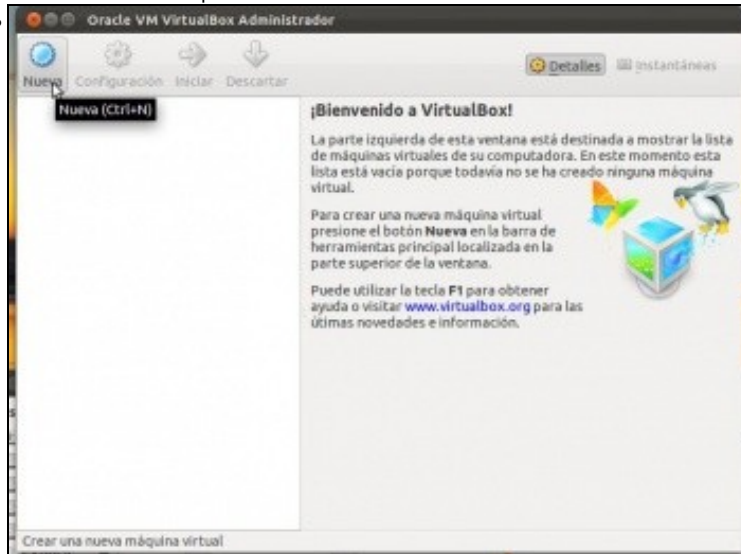 Oracle VM VirtualBox Administrador
Nueva Configuración Iniciar Descartar
Detalles Instantáneas
Nueva (Ctrl+N)
¡Bienvenido a VirtualBox!
La parte izquierda de esta ventana está destinada a mostrar la lista
de máquinas virtuales de su computadora. En este momento esta
lista está vacía porque todavía no se ha creado ninguna máquina
virtual.
Para crear una nueva máquina virtual
presione el botón Nueva en la barra de
herramientas principal localizada en la
parte superior de la ventana.
Puede utilizar la tecla F1 para obtener
ayuda o visitar www.virtualbox.org para las
útimas novedades e información.
Crear una nueva máquina virtual